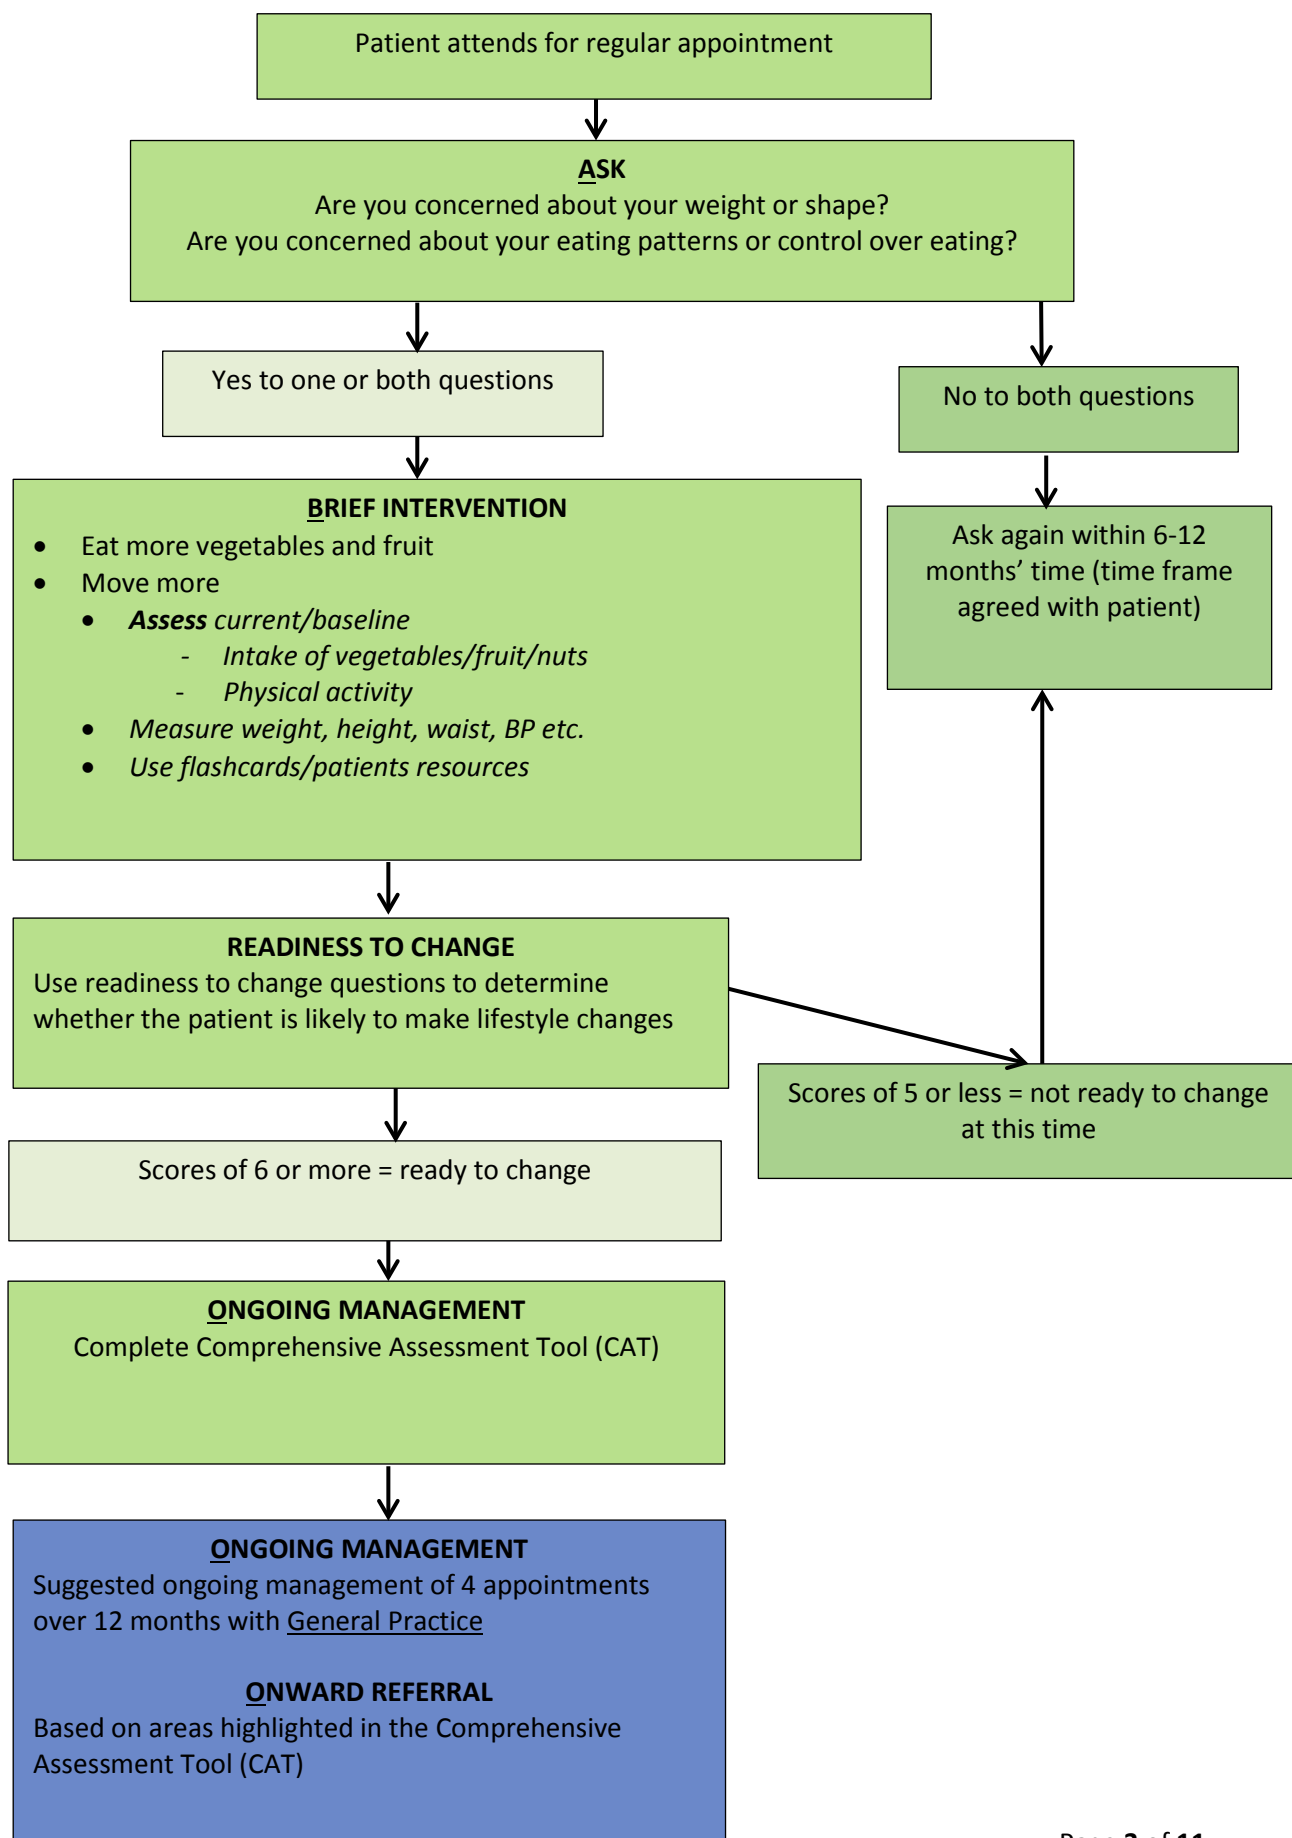 Patient attends for regular appointment
ASK
Are you concerned about your weight or shape?
Are you concerned about your eating patterns or control over eating?
Yes to one or both questions
No to both questions
BRIEF INTERVENTION
• Eat more vegetables and fruit
• Move more
• Assess current/baseline
- Intake of vegetables/fruit/nuts
- Physical activity
• Measure weight, height, waist, BP etc.
• Use flashcards/patients resources
Ask again within 6-12
months’ time (time frame
agreed with patient)
READINESS TO CHANGE
Use readiness to change questions to determine
whether the patient is likely to make lifestyle changes
Scores of 5 or less = not ready to change
at this time
Scores of 6 or more = ready to change
ONGOING MANAGEMENT
Complete Comprehensive Assessment Tool (CAT)
ONGOING MANAGEMENT
Suggested ongoing management of 4 appointments
over 12 months with General Practice
ONWARD REFERRAL
Based on areas highlighted in the Comprehensive
Assessment Tool (CAT)